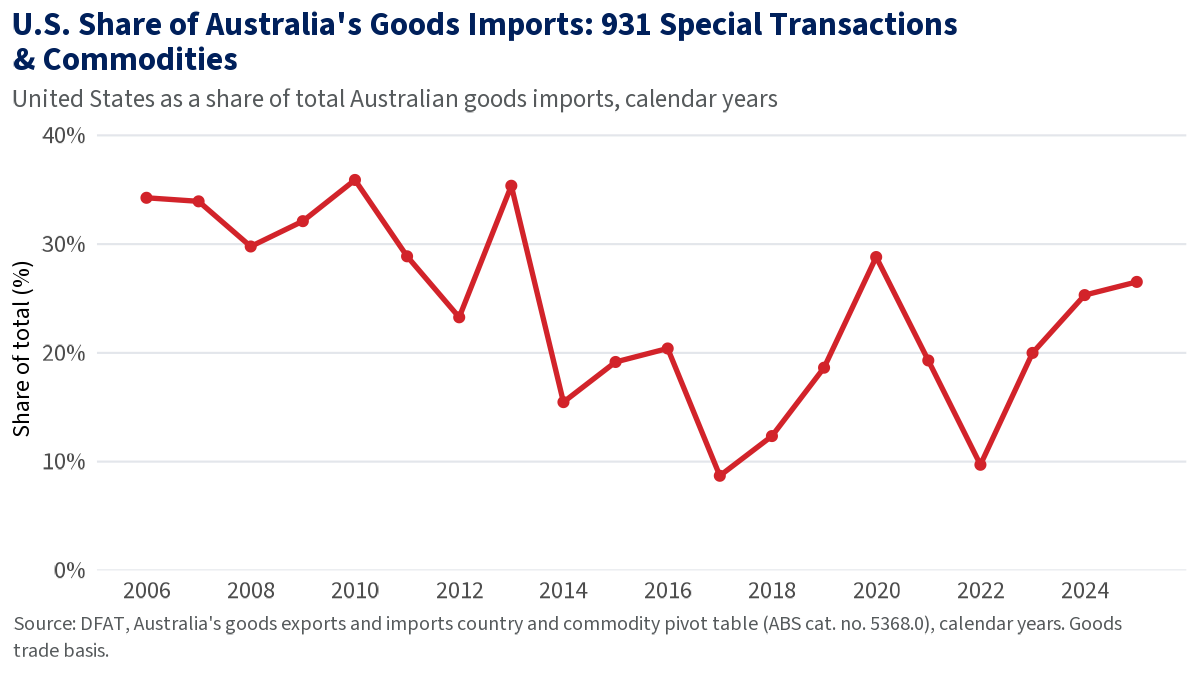 U.S. Share of Australia's Goods Imports: 931 Special Transactions
& Commodities
United States as a share of total Australian goods imports, calendar years
Share of total (%)
40%
30%
20%
10%
0%
2006 2008 2010 2012 2014 2016 2018 2020 2022 2024
Source: DFAT, Australia's goods exports and imports country and commodity pivot table (ABS cat. no. 5368.0), calendar years. Goods
trade basis.